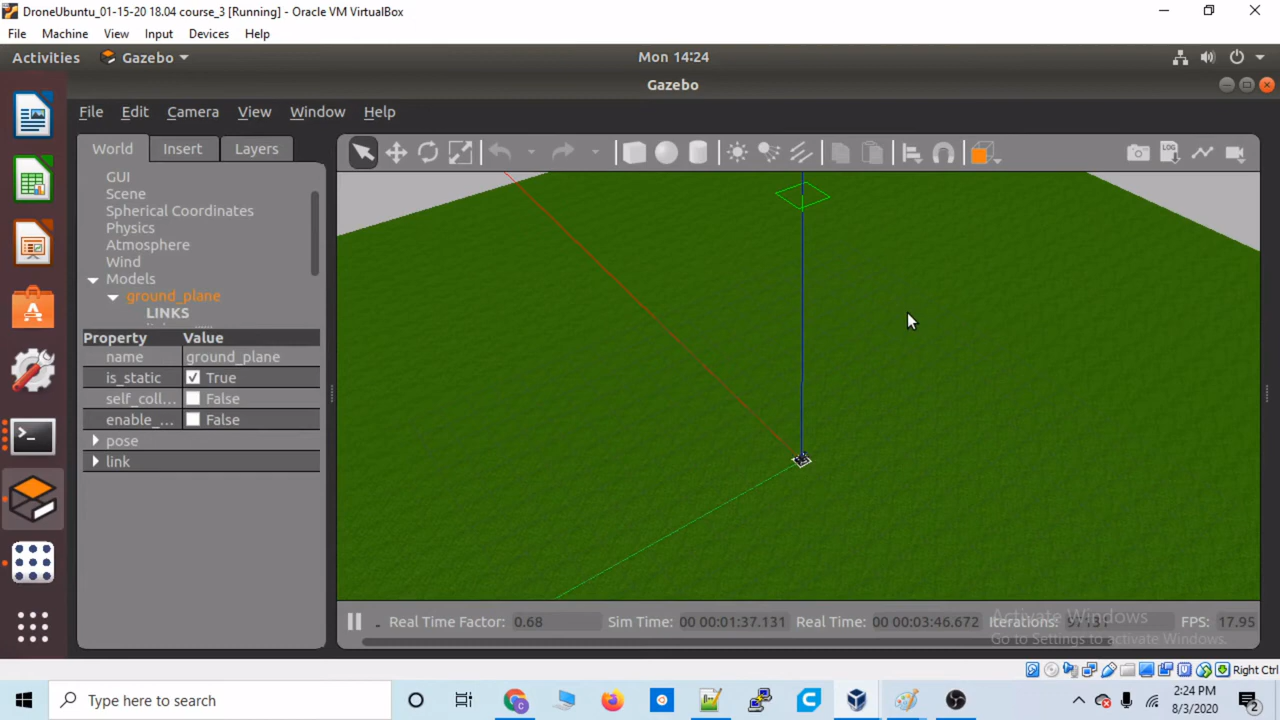 DroneUbuntu_01-15-20 18.04 course_3 [Running] - Oracle VM VirtualBox
File Machine View Input Devices Help
Activities Gazebo Mon 14:24
Gazebo
File Edit Camera View Window Help
World Insert Layers
GUI
Scene
Spherical Coordinates
Physics
Atmosphere
Wind
Models
ground_plane
LINKS
Property Value
name ground_plane
is_static True
self_coll... False
enable_... False
pose
link
Real Time Factor: 0.68 Sim Time: 00 00:01:37.131 Real Time: 00 00:03:46.672 Iterations: FPS: 17.95
Activate Windows
Go to Settings to activate Windows.
Right Ctrl
Type here to search
2:24 PM
8/3/2020
2